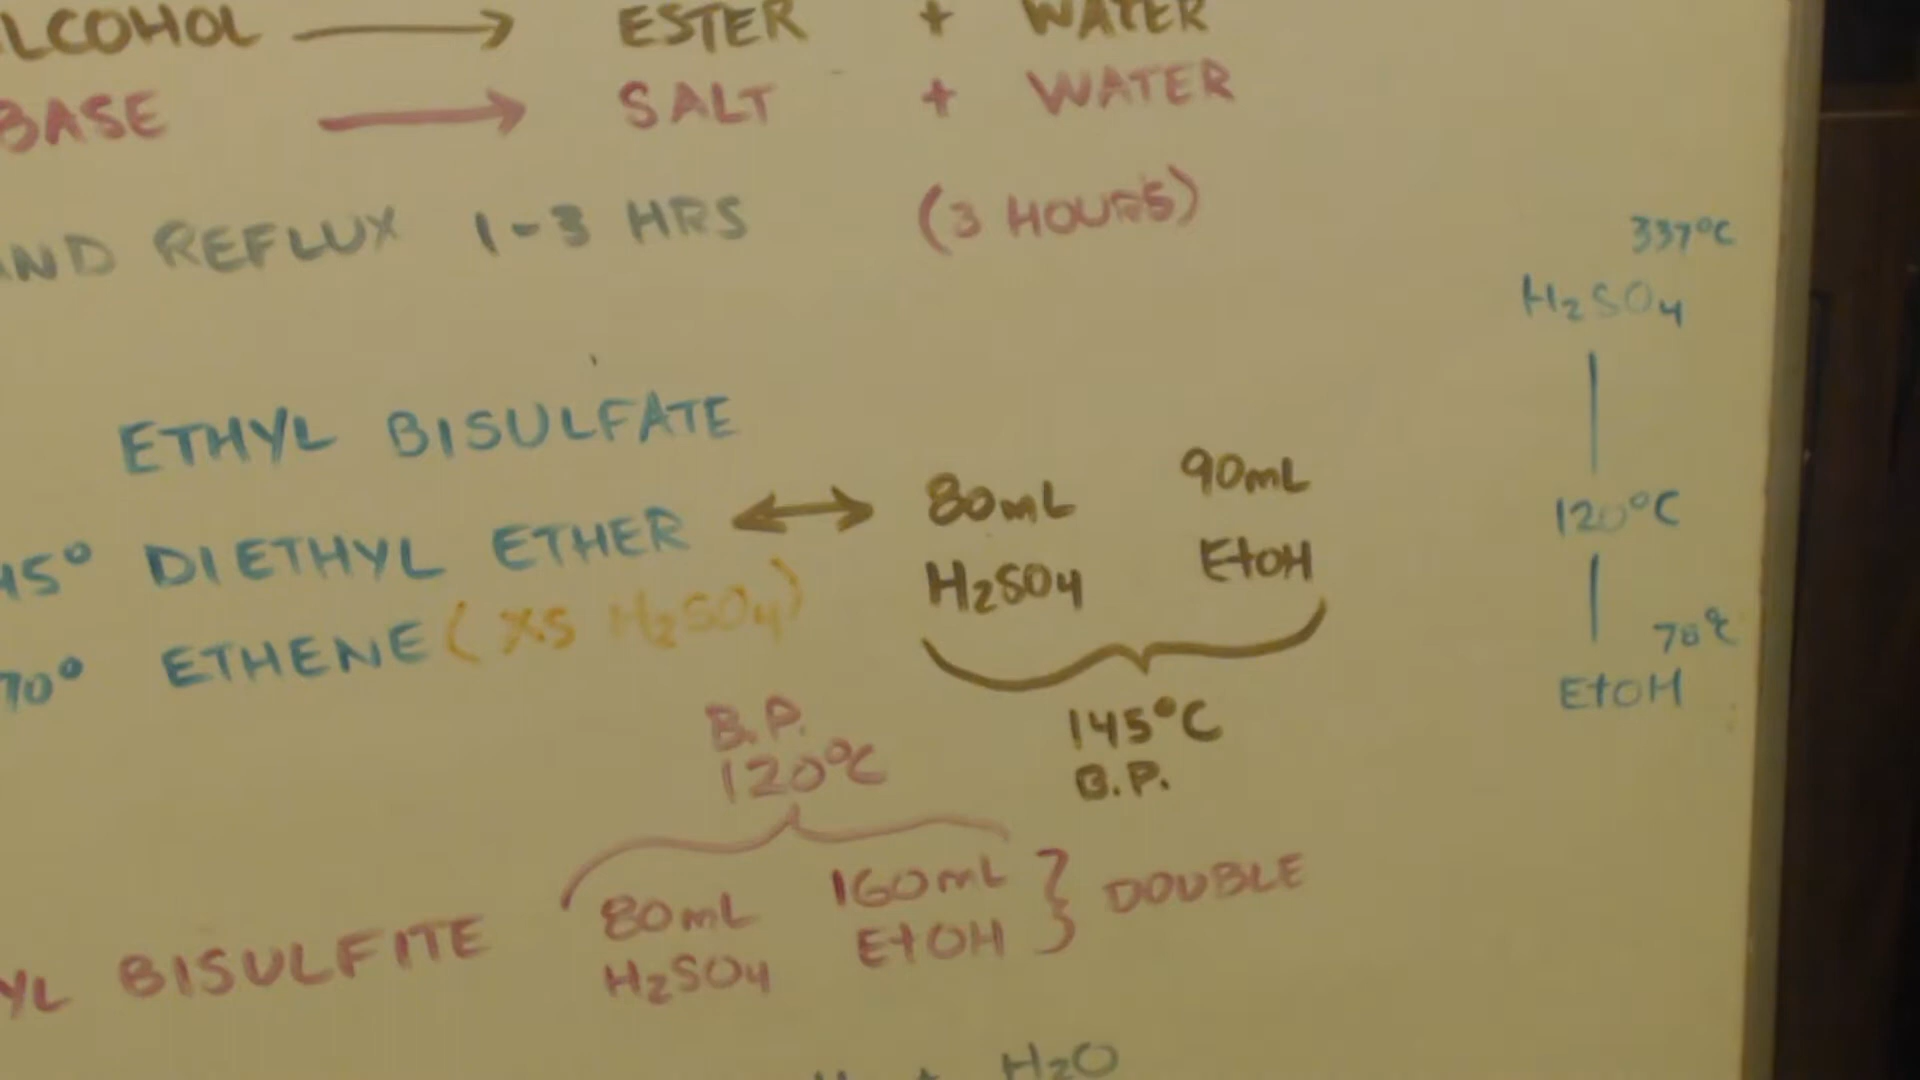 LCOHOL → ESTER + WATER
BASE → SALT + WATER
AND REFLUX 1-3 HRS (3 HOURS)
337°C
H2SO4
120°C
70°C
EtOH
ETHYL BISULFATE
45° DIETHYL ETHER ↔ 80mL 90mL
H2SO4 EtOH
70° ETHENE (XS H2SO4)
145°C
B.P.
B.P.
120°C
YL BISULFITE 80mL 160mL } DOUBLE
H2SO4 EtOH
+ H2O